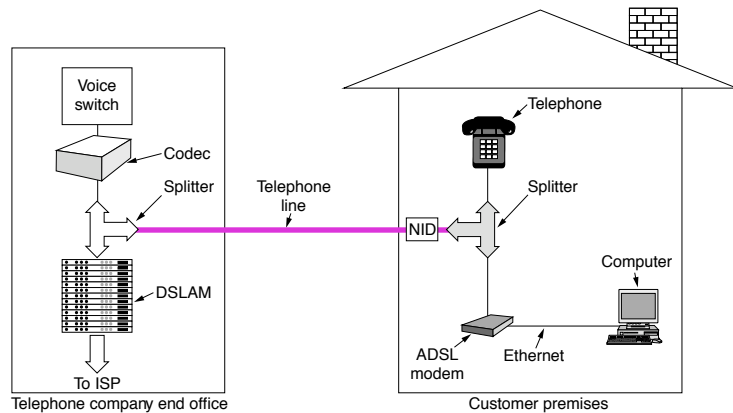 Voice
switch
Codec
Splitter
DSLAM
To ISP
Telephone company end office
Telephone
line
NID
Telephone
Splitter
Computer
ADSL
modem
Ethernet
Customer premises